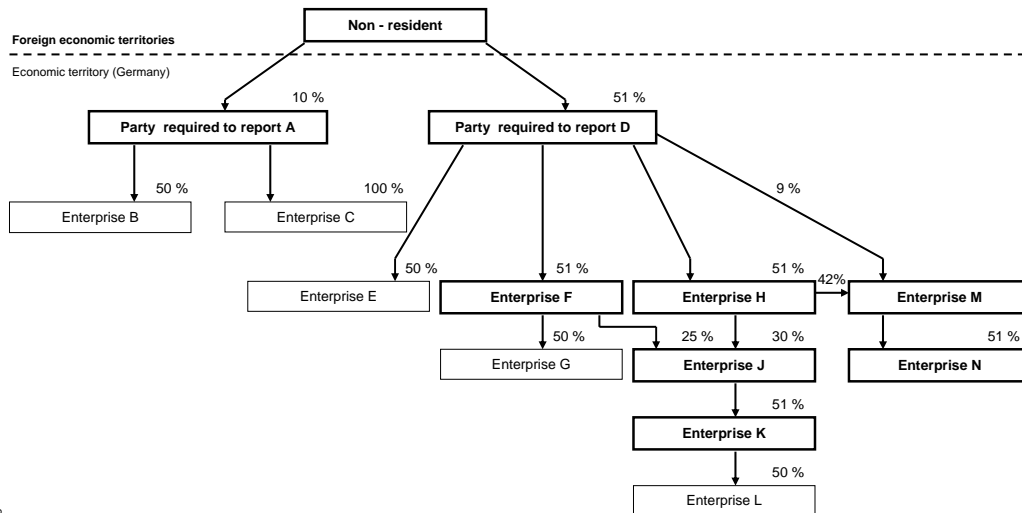 Non - resident
Foreign economic territories
Economic territory (Germany)
10 %
51 %
Party required to report A
Party required to report D
50 %
100 %
9 %
Enterprise B
Enterprise C
50 %
51 %
51 %
42%
Enterprise E
Enterprise F
Enterprise H
Enterprise M
50 %
25 %
30 %
51 %
Enterprise G
Enterprise J
Enterprise N
51 %
Enterprise K
50 %
Enterprise L